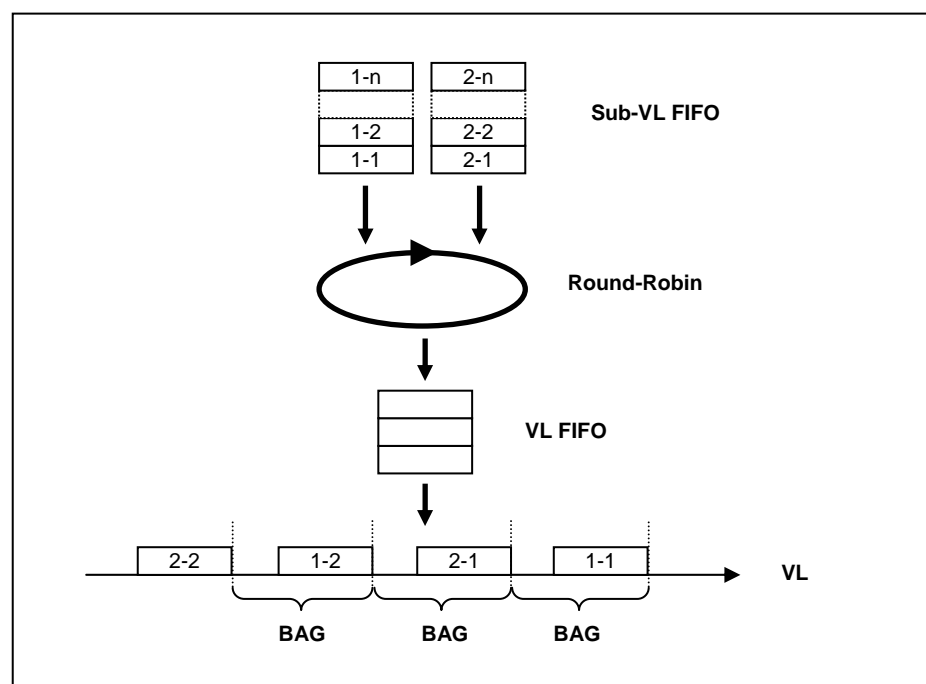 1-n 2-n
Sub-VL FIFO
1-2 2-2
1-1 2-1
Round-Robin
VL FIFO
2-2 1-2 2-1 1-1 VL
BAG BAG BAG